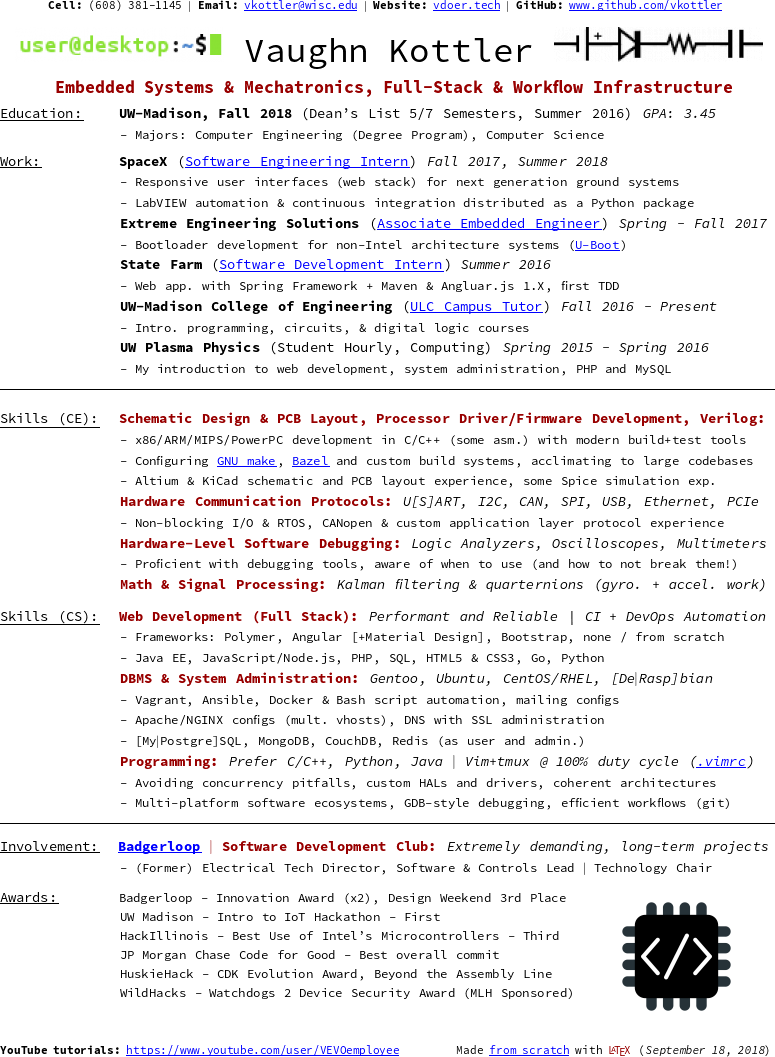 Cell: (608) 381-1145 | Email: vkottler@wisc.edu | Website: vdoer.tech | GitHub: www.github.com/vkottler
user@desktop:~$ Vaughn Kottler
Embedded Systems & Mechatronics, Full-Stack & Workflow Infrastructure
Education: UW-Madison, Fall 2018 (Dean's List 5/7 Semesters, Summer 2016) GPA: 3.45
- Majors: Computer Engineering (Degree Program), Computer Science
Work: SpaceX (Software Engineering Intern) Fall 2017, Summer 2018
- Responsive user interfaces (web stack) for next generation ground systems
- LabVIEW automation & continuous integration distributed as a Python package
Extreme Engineering Solutions (Associate Embedded Engineer) Spring - Fall 2017
- Bootloader development for non-Intel architecture systems (U-Boot)
State Farm (Software Development Intern) Summer 2016
- Web app. with Spring Framework + Maven & Angluar.js 1.X, first TDD
UW-Madison College of Engineering (ULC Campus Tutor) Fall 2016 - Present
- Intro. programming, circuits, & digital logic courses
UW Plasma Physics (Student Hourly, Computing) Spring 2015 - Spring 2016
- My introduction to web development, system administration, PHP and MySQL
Skills (CE): Schematic Design & PCB Layout, Processor Driver/Firmware Development, Verilog:
- x86/ARM/MIPS/PowerPC development in C/C++ (some asm.) with modern build+test tools
- Configuring GNU make, Bazel and custom build systems, acclimating to large codebases
- Altium & KiCad schematic and PCB layout experience, some Spice simulation exp.
Hardware Communication Protocols: U[S]ART, I2C, CAN, SPI, USB, Ethernet, PCIe
- Non-blocking I/O & RTOS, CANopen & custom application layer protocol experience
Hardware-Level Software Debugging: Logic Analyzers, Oscilloscopes, Multimeters
- Proficient with debugging tools, aware of when to use (and how to not break them!)
Math & Signal Processing: Kalman filtering & quarternions (gyro. + accel. work)
Skills (CS): Web Development (Full Stack): Performant and Reliable | CI + DevOps Automation
- Frameworks: Polymer, Angular [+Material Design], Bootstrap, none / from scratch
- Java EE, JavaScript/Node.js, PHP, SQL, HTML5 & CSS3, Go, Python
DBMS & System Administration: Gentoo, Ubuntu, CentOS/RHEL, [De|Rasp]bian
- Vagrant, Ansible, Docker & Bash script automation, mailing configs
- Apache/NGINX configs (mult. vhosts), DNS with SSL administration
- [My|Postgre]SQL, MongoDB, CouchDB, Redis (as user and admin.)
Programming: Prefer C/C++, Python, Java | Vim+tmux @ 100% duty cycle (.vimrc)
- Avoiding concurrency pitfalls, custom HALs and drivers, coherent architectures
- Multi-platform software ecosystems, GDB-style debugging, efficient workflows (git)
Involvement: Badgerloop | Software Development Club: Extremely demanding, long-term projects
- (Former) Electrical Tech Director, Software & Controls Lead | Technology Chair
Awards: Badgerloop - Innovation Award (x2), Design Weekend 3rd Place
UW Madison - Intro to IoT Hackathon - First
HackIllinois - Best Use of Intel's Microcontrollers - Third
JP Morgan Chase Code for Good - Best overall commit
HuskieHack - CDK Evolution Award, Beyond the Assembly Line
WildHacks - Watchdogs 2 Device Security Award (MLH Sponsored)
</>
YouTube tutorials: https://www.youtube.com/user/VEVOemployee Made from scratch with LATEX (September 18, 2018)